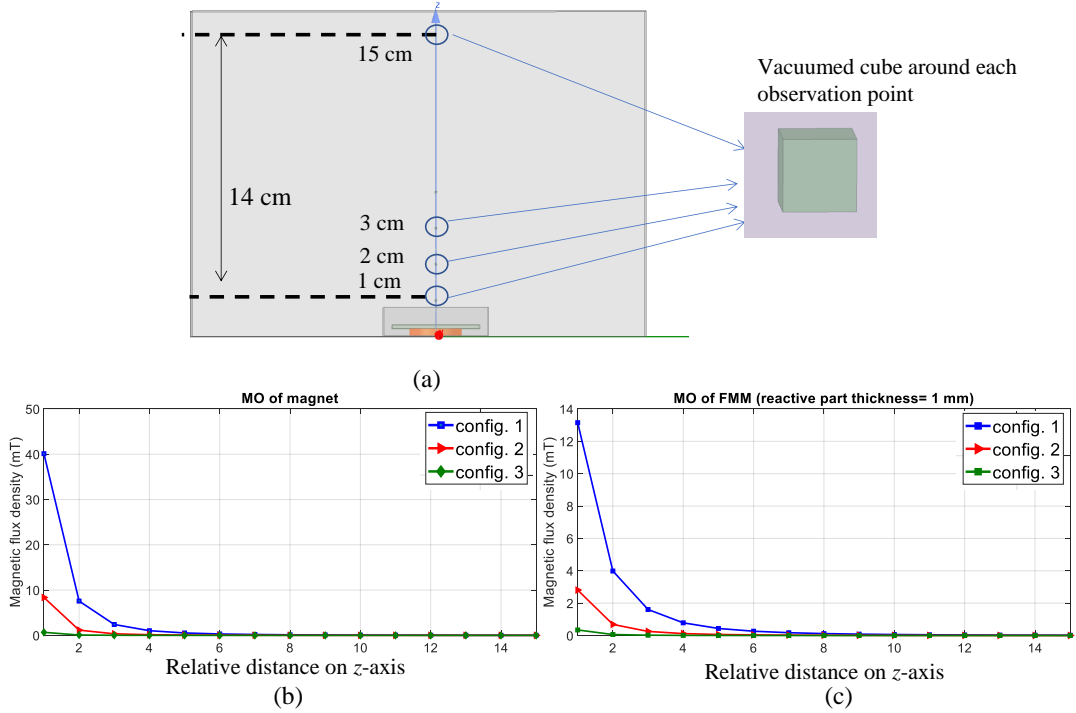 z
15 cm
Vacuumed cube around each
observation point
14 cm
3 cm
2 cm
1 cm
(a)
MO of magnet
50
40
30
20
10
0
Magnetic flux density (mT)
config. 1
config. 2
config. 3
2 4 6 8 10 12 14
Relative distance on z-axis
(b)
MO of FMM (reactive part thickness= 1 mm)
14
12
10
8
6
4
2
0
Magnetic flux density (mT)
config. 1
config. 2
config. 3
2 4 6 8 10 12 14
Relative distance on z-axis
(c)